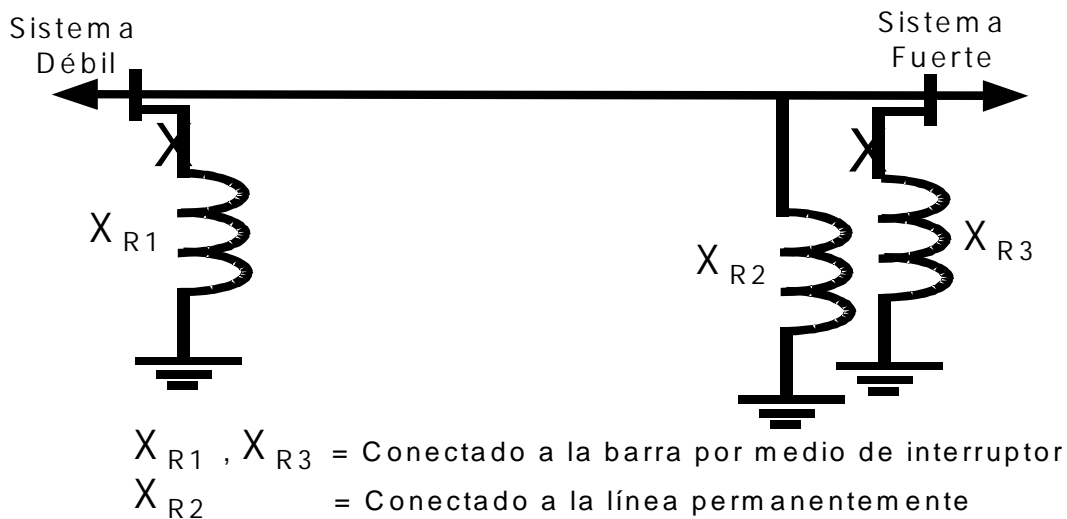 Sistema
Débil
Sistema
Fuerte
X
X
X R1
X R2
X R3
X R1 , X R3 = Conectado a la barra por medio de interruptor
X R2 = Conectado a la línea permanentemente